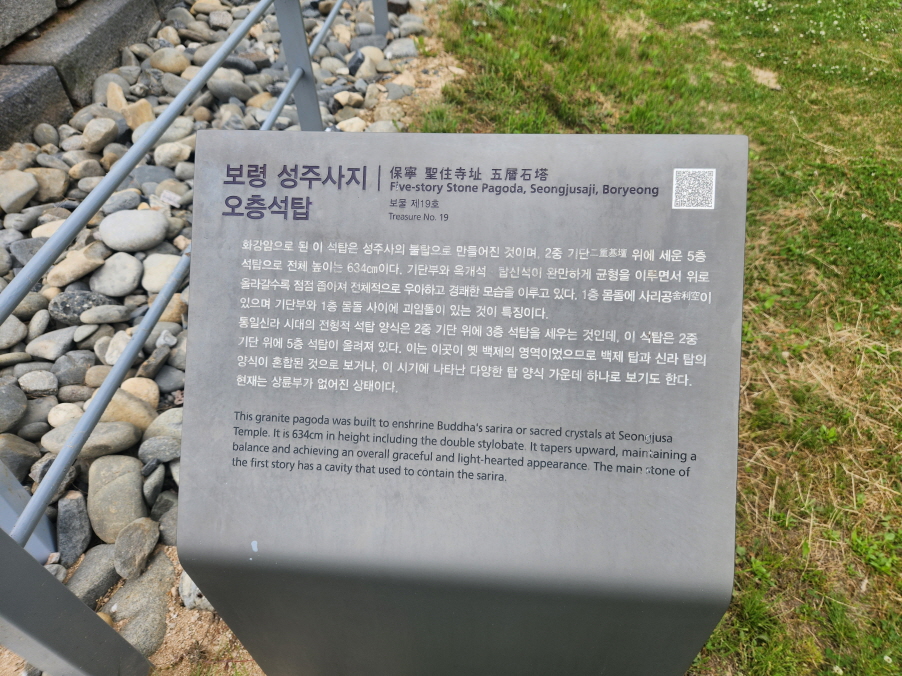 보령 성주사지
오층석탑
保寧 聖住寺址 五層石塔
Five-story Stone Pagoda, Seongjusaji, Boryeong
보물 제19호
Treasure No. 19
화강암으로 된 이 석탑은 성주사의 불탑으로 만들어진 것이며, 2중 기단二重基壇 위에 세운 5층
석탑으로 전체 높이는 634㎝이다. 기단부와 옥개석 탑신석이 완만하게 균형을 이루면서 위로
올라갈수록 점점 좁아져 전체적으로 우아하고 경쾌한 모습을 이루고 있다. 1층 몸돌에 사리공舍利空이
있으며 기단부와 1층 몸돌 사이에 괴임돌이 있는 것이 특징이다.
통일신라 시대의 전형적 석탑 양식은 2중 기단 위에 3층 석탑을 세우는 것인데, 이 석탑은 2중
기단 위에 5층 석탑이 올려져 있다. 이는 이곳이 옛 백제의 영역이었으므로 백제 탑과 신라 탑의
양식이 혼합된 것으로 보거나, 이 시기에 나타난 다양한 탑 양식 가운데 하나로 보기도 한다.
현재는 상륜부가 없어진 상태이다.
This granite pagoda was built to enshrine Buddha's sarira or sacred crystals at Seongjusa
Temple. It is 634cm in height including the double stylobate. It tapers upward, maintaining a
balance and achieving an overall graceful and light-hearted appearance. The main stone of
the first story has a cavity that used to contain the sarira.